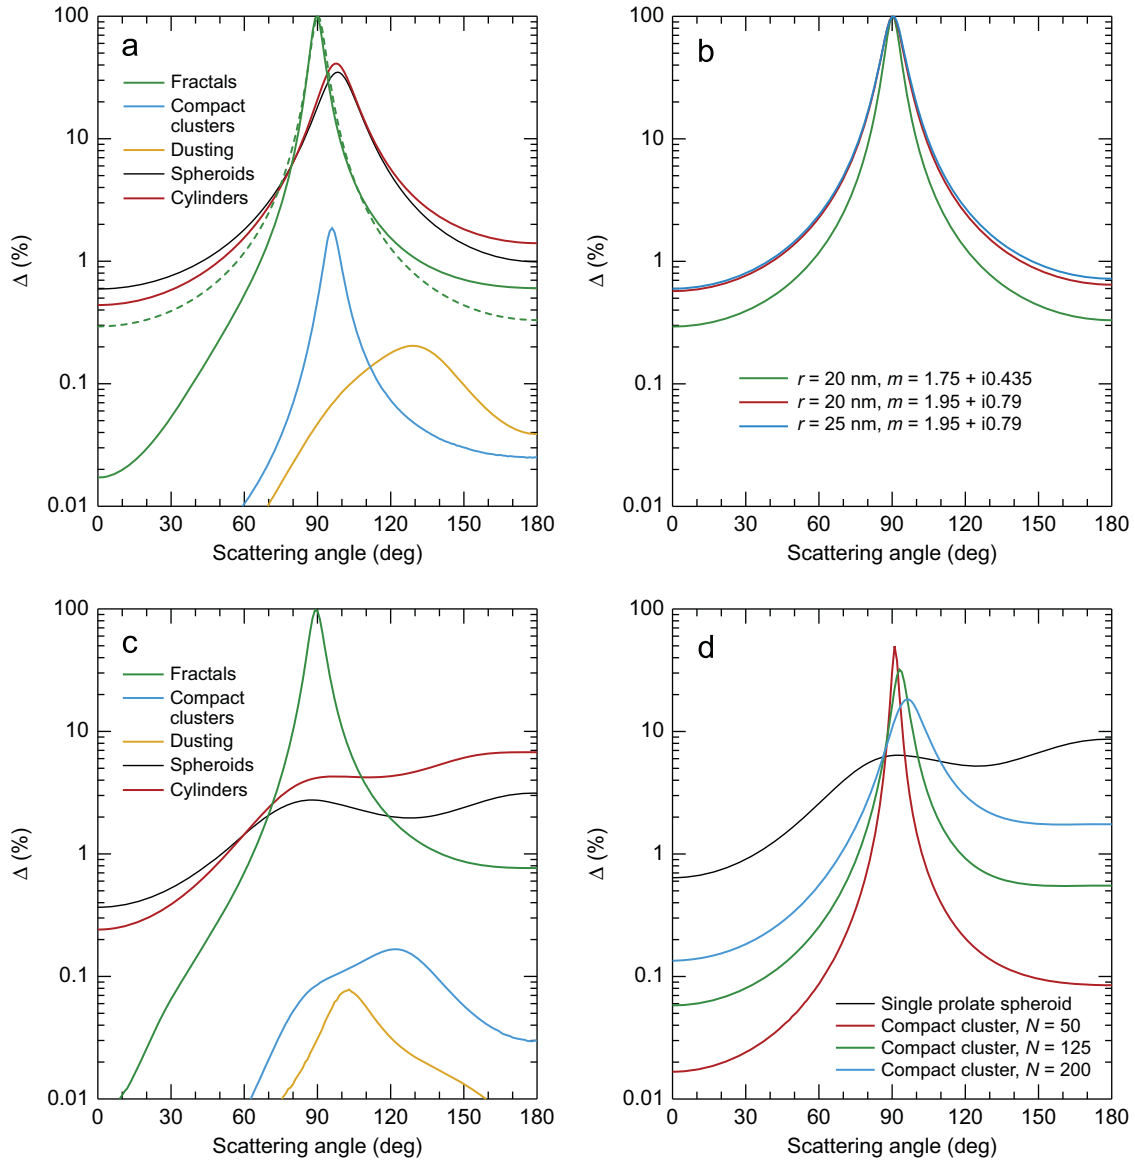 a
100
10
1
0.1
0.01
Δ (%)
Fractals
Compact
clusters
Dusting
Spheroids
Cylinders
0 30 60 90 120 150 180
Scattering angle (deg)
b
100
10
1
0.1
0.01
Δ (%)
r = 20 nm, m = 1.75 + i0.435
r = 20 nm, m = 1.95 + i0.79
r = 25 nm, m = 1.95 + i0.79
0 30 60 90 120 150 180
Scattering angle (deg)
c
100
10
1
0.1
0.01
Δ (%)
Fractals
Compact
clusters
Dusting
Spheroids
Cylinders
0 30 60 90 120 150 180
Scattering angle (deg)
d
100
10
1
0.1
0.01
Δ (%)
Single prolate spheroid
Compact cluster, N = 50
Compact cluster, N = 125
Compact cluster, N = 200
0 30 60 90 120 150 180
Scattering angle (deg)